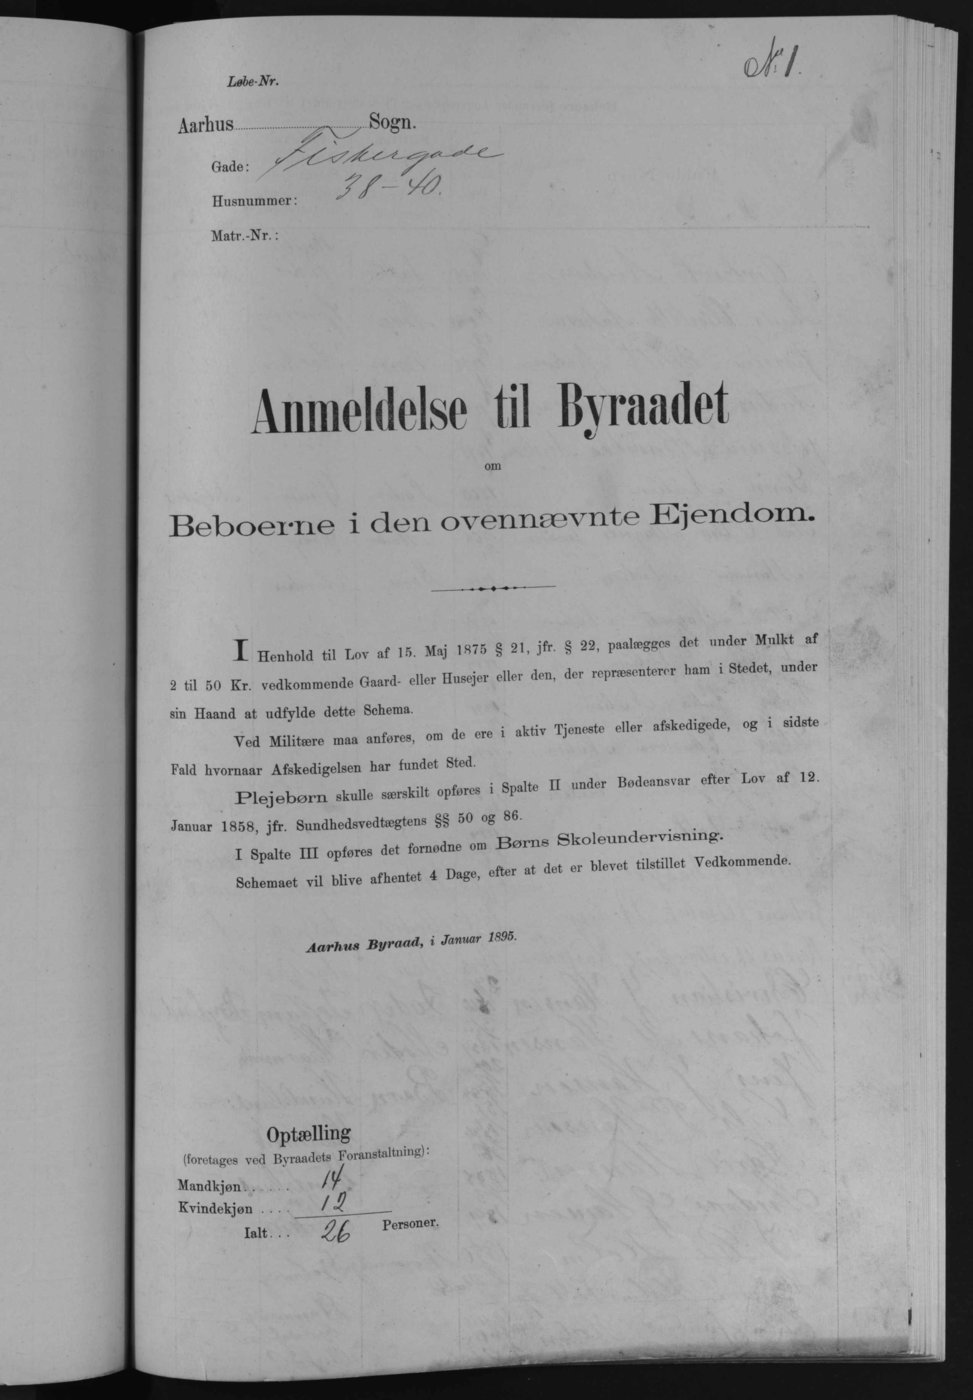 No 1.
Løbe-Nr.
Aarhus Sogn.
Gade: Fiskergade
Husnummer: 38-40.
Matr.-Nr.:
Anmeldelse til Byraadet
om
Beboerne i den ovennævnte Ejendom.
I Henhold til Lov af 15. Maj 1875 § 21, jfr. § 22, paalægges det under Mulkt af
2 til 50 Kr. vedkommende Gaard- eller Husejer eller den, der repræsenterer ham i Stedet, under
sin Haand at udfylde dette Schema.
Ved Militære maa anføres, om de ere i aktiv Tjeneste eller afskedigede, og i sidste
Fald hvornaar Afskedigelsen har fundet Sted.
Plejebørn skulle særskilt opføres i Spalte II under Bødeansvar efter Lov af 12.
Januar 1858, jfr. Sundhedsvedtægtens §§ 50 og 86.
I Spalte III opføres det fornødne om Børns Skoleundervisning.
Schemaet vil blive afhentet 4 Dage, efter at det er blevet tilstillet Vedkommende.
Aarhus Byraad, i Januar 1895.
Optælling
(foretages ved Byraadets Foranstaltning):
Mandkjøn...... 14
Kvindekjøn .... 12
Ialt... 26 Personer.